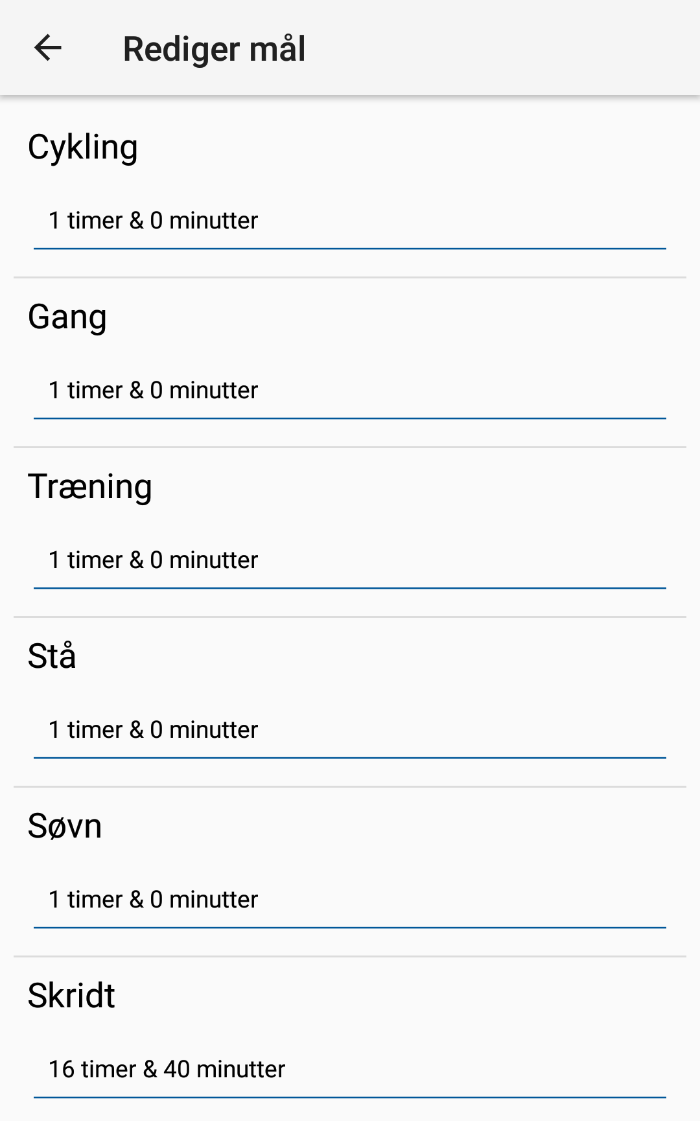 Rediger mål
Cykling
1 timer & 0 minutter
Gang
1 timer & 0 minutter
Træning
1 timer & 0 minutter
Stå
1 timer & 0 minutter
Søvn
1 timer & 0 minutter
Skridt
16 timer & 40 minutter